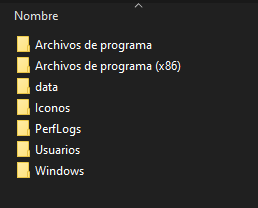 Nombre
Archivos de programa
Archivos de programa (x86)
data
Iconos
PerfLogs
Usuarios
Windows